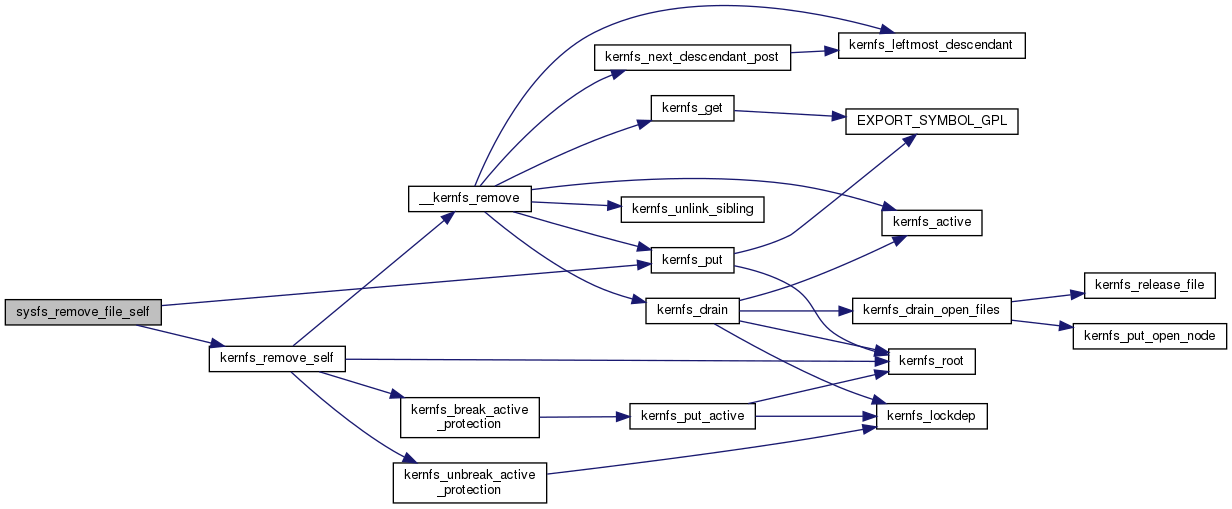 kernfs_leftmost_descendant
kernfs_next_descendant_post
kernfs_get
EXPORT_SYMBOL_GPL
__kernfs_remove
kernfs_unlink_sibling
kernfs_active
kernfs_put
kernfs_release_file
sysfs_remove_file_self
kernfs_drain
kernfs_drain_open_files
kernfs_put_open_node
kernfs_remove_self
kernfs_root
kernfs_break_active
_protection
kernfs_put_active
kernfs_lockdep
kernfs_unbreak_active
_protection